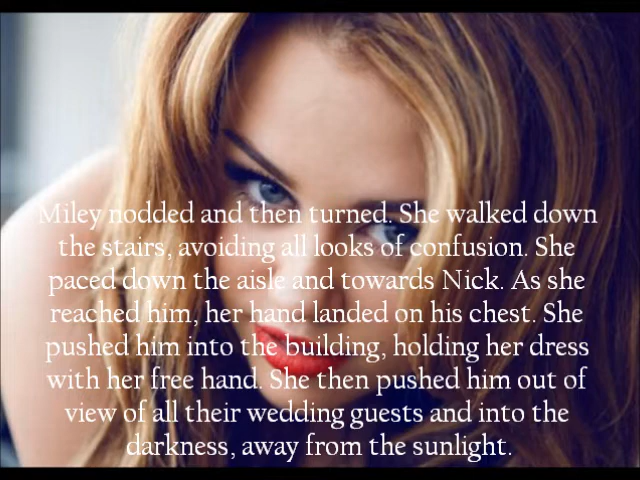 Miley nodded and then turned. She walked down
the stairs, avoiding all looks of confusion. She
paced down the aisle and towards Nick. As she
reached him, her hand landed on his chest. She
pushed him into the building, holding her dress
with her free hand. She then pushed him out of
view of all their wedding guests and into the
darkness, away from the sunlight.